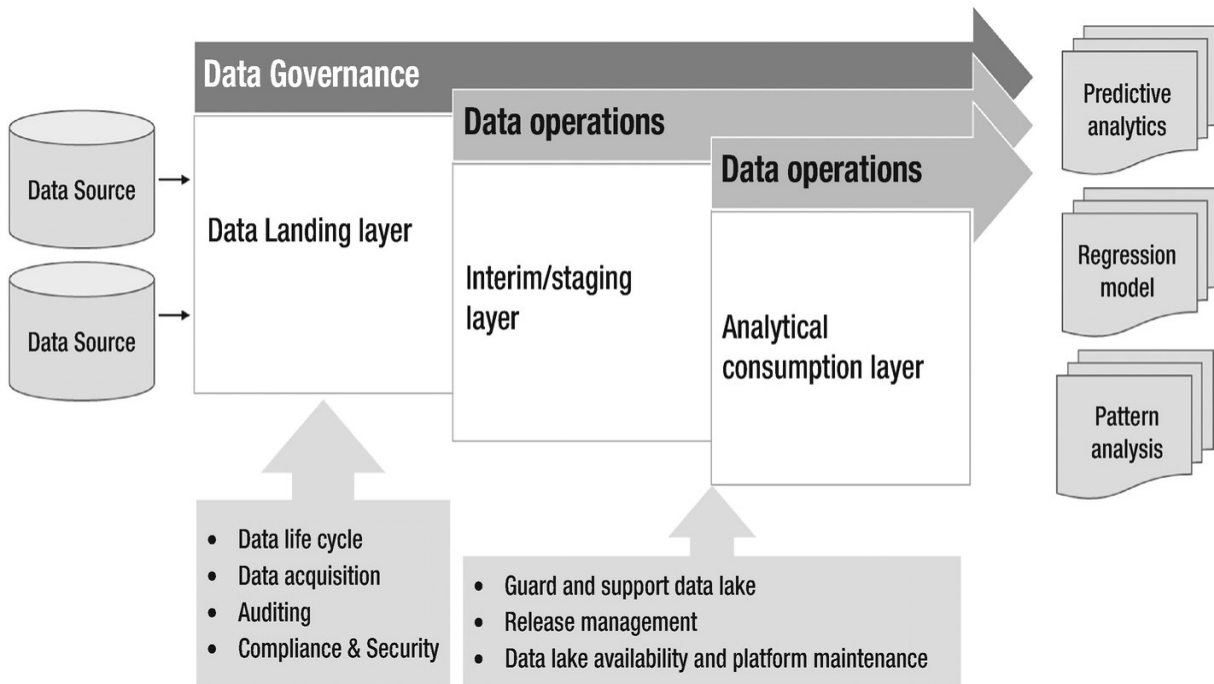 Data Governance
Data operations
Data operations
Data Source
Data Source
Data Landing layer
Interim/staging
layer
Analytical
consumption layer
Predictive
analytics
Regression
model
Pattern
analysis
• Data life cycle
• Data acquisition
• Auditing
• Compliance & Security
• Guard and support data lake
• Release management
• Data lake availability and platform maintenance